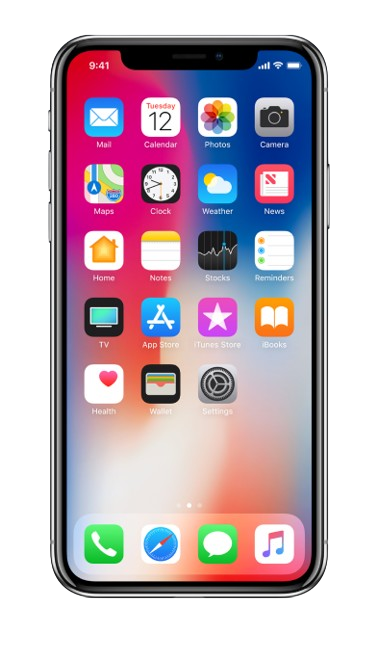 9:41
Tuesday
12
Mail Calendar Photos Camera
Maps Clock Weather News
Home Notes Stocks Reminders
TV App Store iTunes Store iBooks
Health Wallet Settings